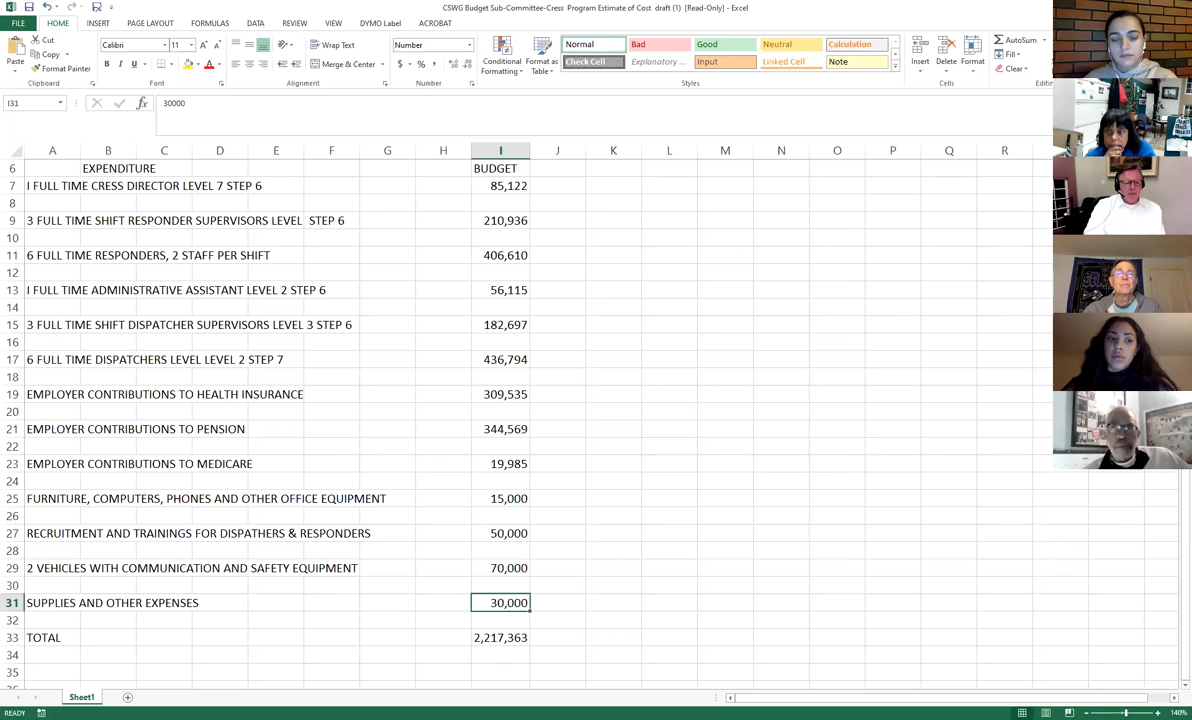 CSWG Budget Sub-Committee-Cress Program Estimate of Cost draft (1) [Read-Only] - Excel
FILE HOME INSERT PAGE LAYOUT FORMULAS DATA REVIEW VIEW DYMO Label ACROBAT
Paste Cut Copy Format Painter Clipboard
Calibri 11 B I U Font
Wrap Text Merge & Center Alignment
Number $ % , Number
Conditional Formatting Format as Table
Normal Bad Good Neutral Calculation
Check Cell Explanatory ... Input Linked Cell Note
Styles
Insert Delete Format
AutoSum Fill Clear
I31 fx 30000
A B C D E F G H I J K L M N O P Q R
6 EXPENDITURE BUDGET
7 I FULL TIME CRESS DIRECTOR LEVEL 7 STEP 6 85,122
8
9 3 FULL TIME SHIFT RESPONDER SUPERVISORS LEVEL STEP 6 210,936
10
11 6 FULL TIME RESPONDERS, 2 STAFF PER SHIFT 406,610
12
13 I FULL TIME ADMINISTRATIVE ASSISTANT LEVEL 2 STEP 6 56,115
14
15 3 FULL TIME SHIFT DISPATCHER SUPERVISORS LEVEL 3 STEP 6 182,697
16
17 6 FULL TIME DISPATCHERS LEVEL LEVEL 2 STEP 7 436,794
18
19 EMPLOYER CONTRIBUTIONS TO HEALTH INSURANCE 309,535
20
21 EMPLOYER CONTRIBUTIONS TO PENSION 344,569
22
23 EMPLOYER CONTRIBUTIONS TO MEDICARE 19,985
24
25 FURNITURE, COMPUTERS, PHONES AND OTHER OFFICE EQUIPMENT 15,000
26
27 RECRUITMENT AND TRAININGS FOR DISPATHERS & RESPONDERS 50,000
28
29 2 VEHICLES WITH COMMUNICATION AND SAFETY EQUIPMENT 70,000
30
31 SUPPLIES AND OTHER EXPENSES 30,000
32
33 TOTAL 2,217,363
34
35
Sheet1
READY 140%